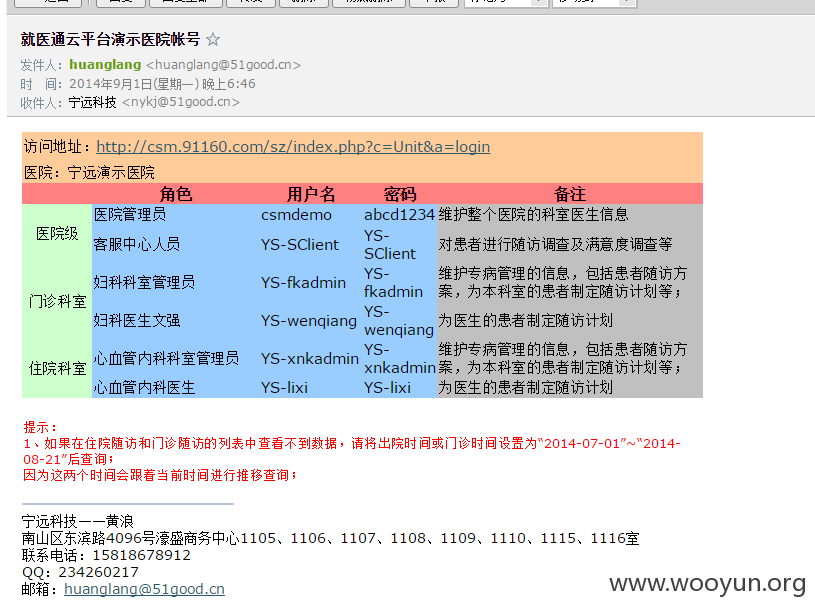 就医通云平台演示医院帐号 ☆
发件人：huanglang <huanglang@51good.cn>
时　间：2014年9月1日(星期一) 晚上6:46
收件人：宁远科技 <nykj@51good.cn>
访问地址：http://csm.91160.com/sz/index.php?c=Unit&a=login
医院：宁远演示医院
角色 用户名 密码 备注
医院级
医院管理员 csmdemo abcd1234 维护整个医院的科室医生信息
客服中心人员 YS-SClient YS-
SClient 对患者进行随访调查及满意度调查等
门诊科室
妇科科室管理员 YS-fkadmin YS-
fkadmin 维护专病管理的信息，包括患者随访方
案，为本科室的患者制定随访计划等；
妇科医生文强 YS-wenqiang YS-
wenqiang 为医生的患者制定随访计划
住院科室
心血管内科科室管理员 YS-xnkadmin YS-
xnkadmin 维护专病管理的信息，包括患者随访方
案，为本科室的患者制定随访计划等；
心血管内科医生 YS-lixi YS-lixi 为医生的患者制定随访计划
提示：
1、如果在住院随访和门诊随访的列表中查看不到数据，请将出院时间或门诊时间设置为“2014-07-01”~“2014-
08-21”后查询；
因为这两个时间会跟着当前时间进行推移查询；
宁远科技——黄浪
南山区东滨路4096号濠盛商务中心1105、1106、1107、1108、1109、1110、1115、1116室
联系电话：15818678912
QQ：234260217
邮箱：huanglang@51good.cn
www.wooyun.org